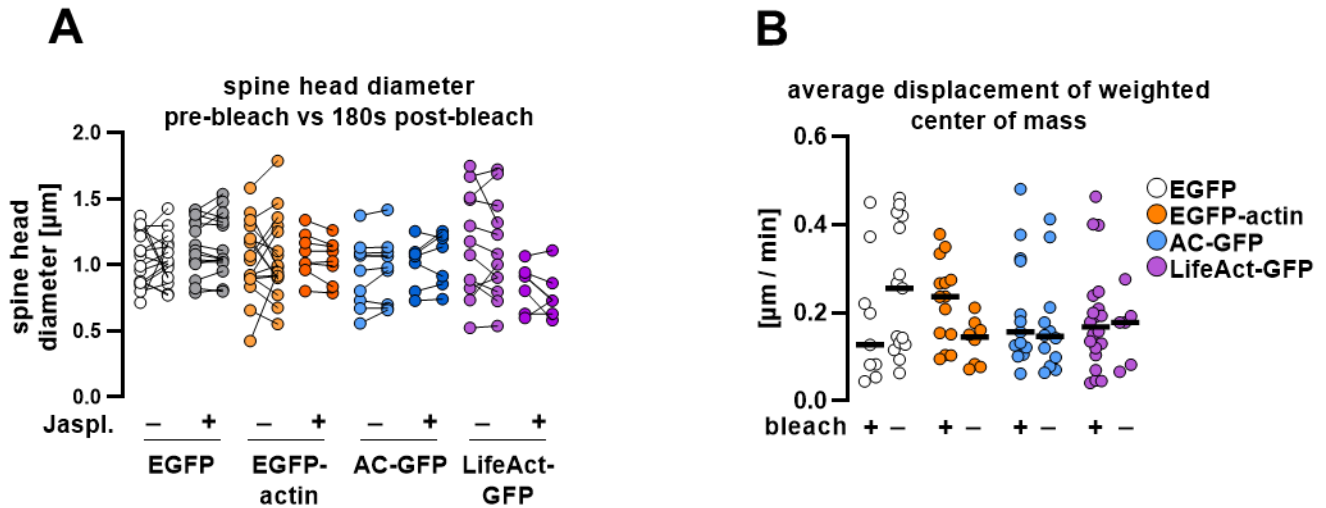 A
spine head diameter
pre-bleach vs 180s post-bleach
spine head
diameter [µm]
2.0
1.5
1.0
0.5
0.0
Jaspl. – + – + – + – +
EGFP EGFP- AC-GFP LifeAct-
actin GFP
B
average displacement of weighted
center of mass
[µm / min]
0.6
0.4
0.2
0.0
EGFP
EGFP-actin
AC-GFP
LifeAct-GFP
bleach + – + – + – + –